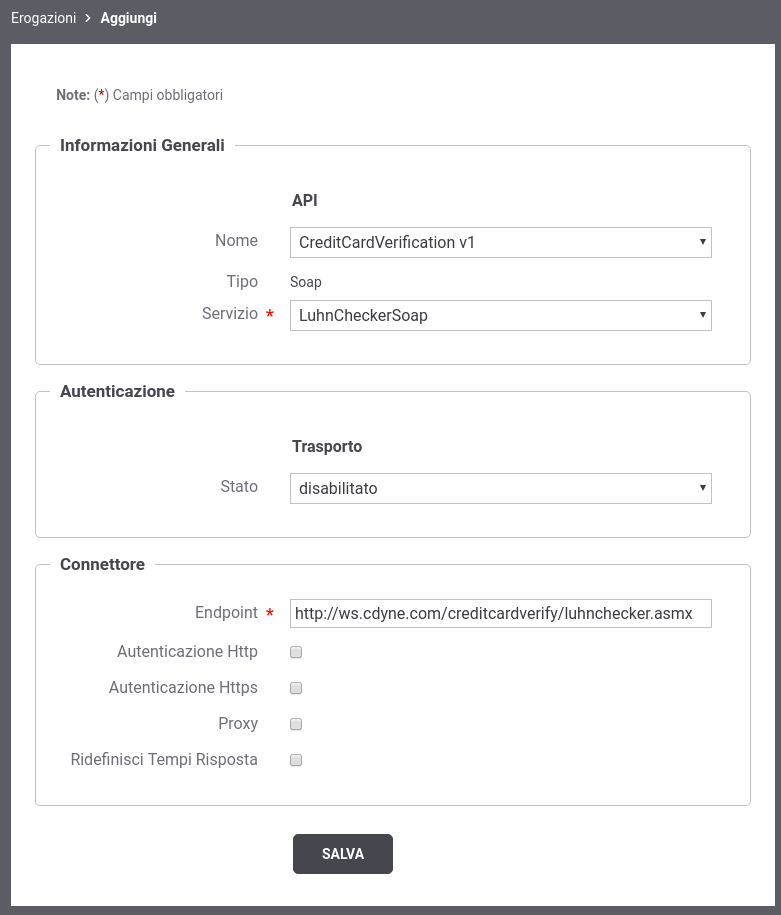 Erogazioni > Aggiungi
Note: (*) Campi obbligatori
Informazioni Generali
API
Nome CreditCardVerification v1
Tipo Soap
Servizio * LuhnCheckerSoap
Autenticazione
Trasporto
Stato disabilitato
Connettore
Endpoint * http://ws.cdyne.com/creditcardverify/luhnchecker.asmx
Autenticazione Http
Autenticazione Https
Proxy
Ridefinisci Tempi Risposta
SALVA